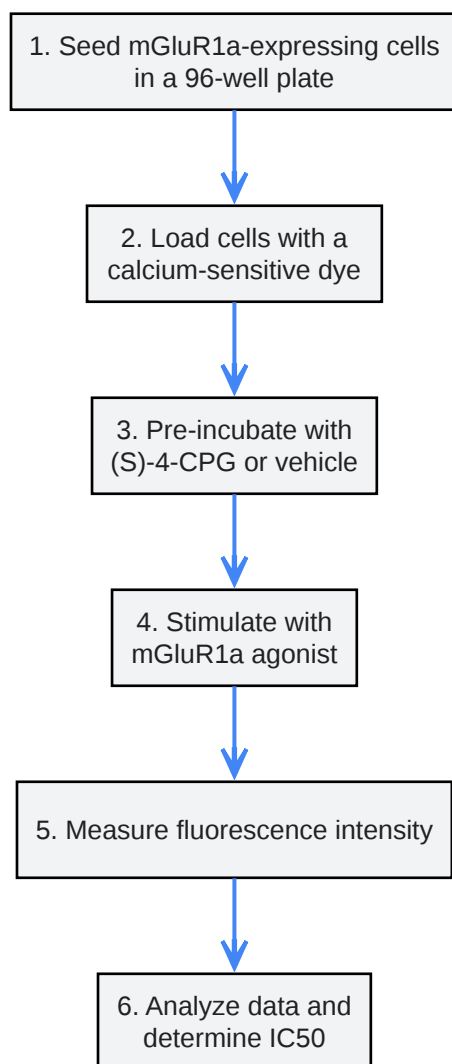 1. Seed mGluR1a-expressing cells
in a 96-well plate
2. Load cells with a
calcium-sensitive dye
3. Pre-incubate with
(S)-4-CPG or vehicle
4. Stimulate with
mGluR1a agonist
5. Measure fluorescence intensity
6. Analyze data and
determine IC50